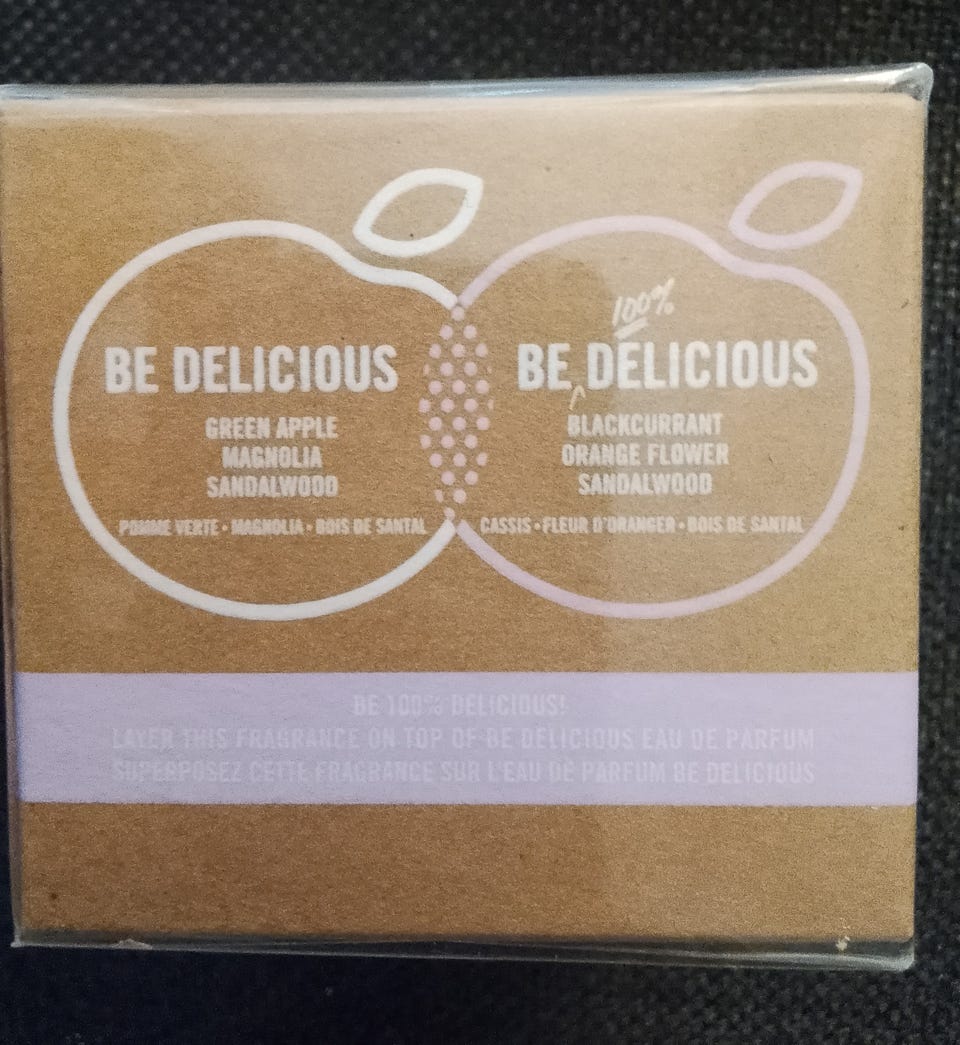 BE DELICIOUS
GREEN APPLE
MAGNOLIA
SANDALWOOD
POMME VERTE • MAGNOLIA • BOIS DE SANTAL
100%
BE DELICIOUS
BLACKCURRANT
ORANGE FLOWER
SANDALWOOD
CASSIS • FLEUR D'ORANGER • BOIS DE SANTAL
BE 100% DELICIOUS!
LAYER THIS FRAGRANCE ON TOP OF BE DELICIOUS EAU DE PARFUM
SUPERPOSEZ CETTE FRAGRANCE SUR L'EAU DE PARFUM BE DELICIOUS